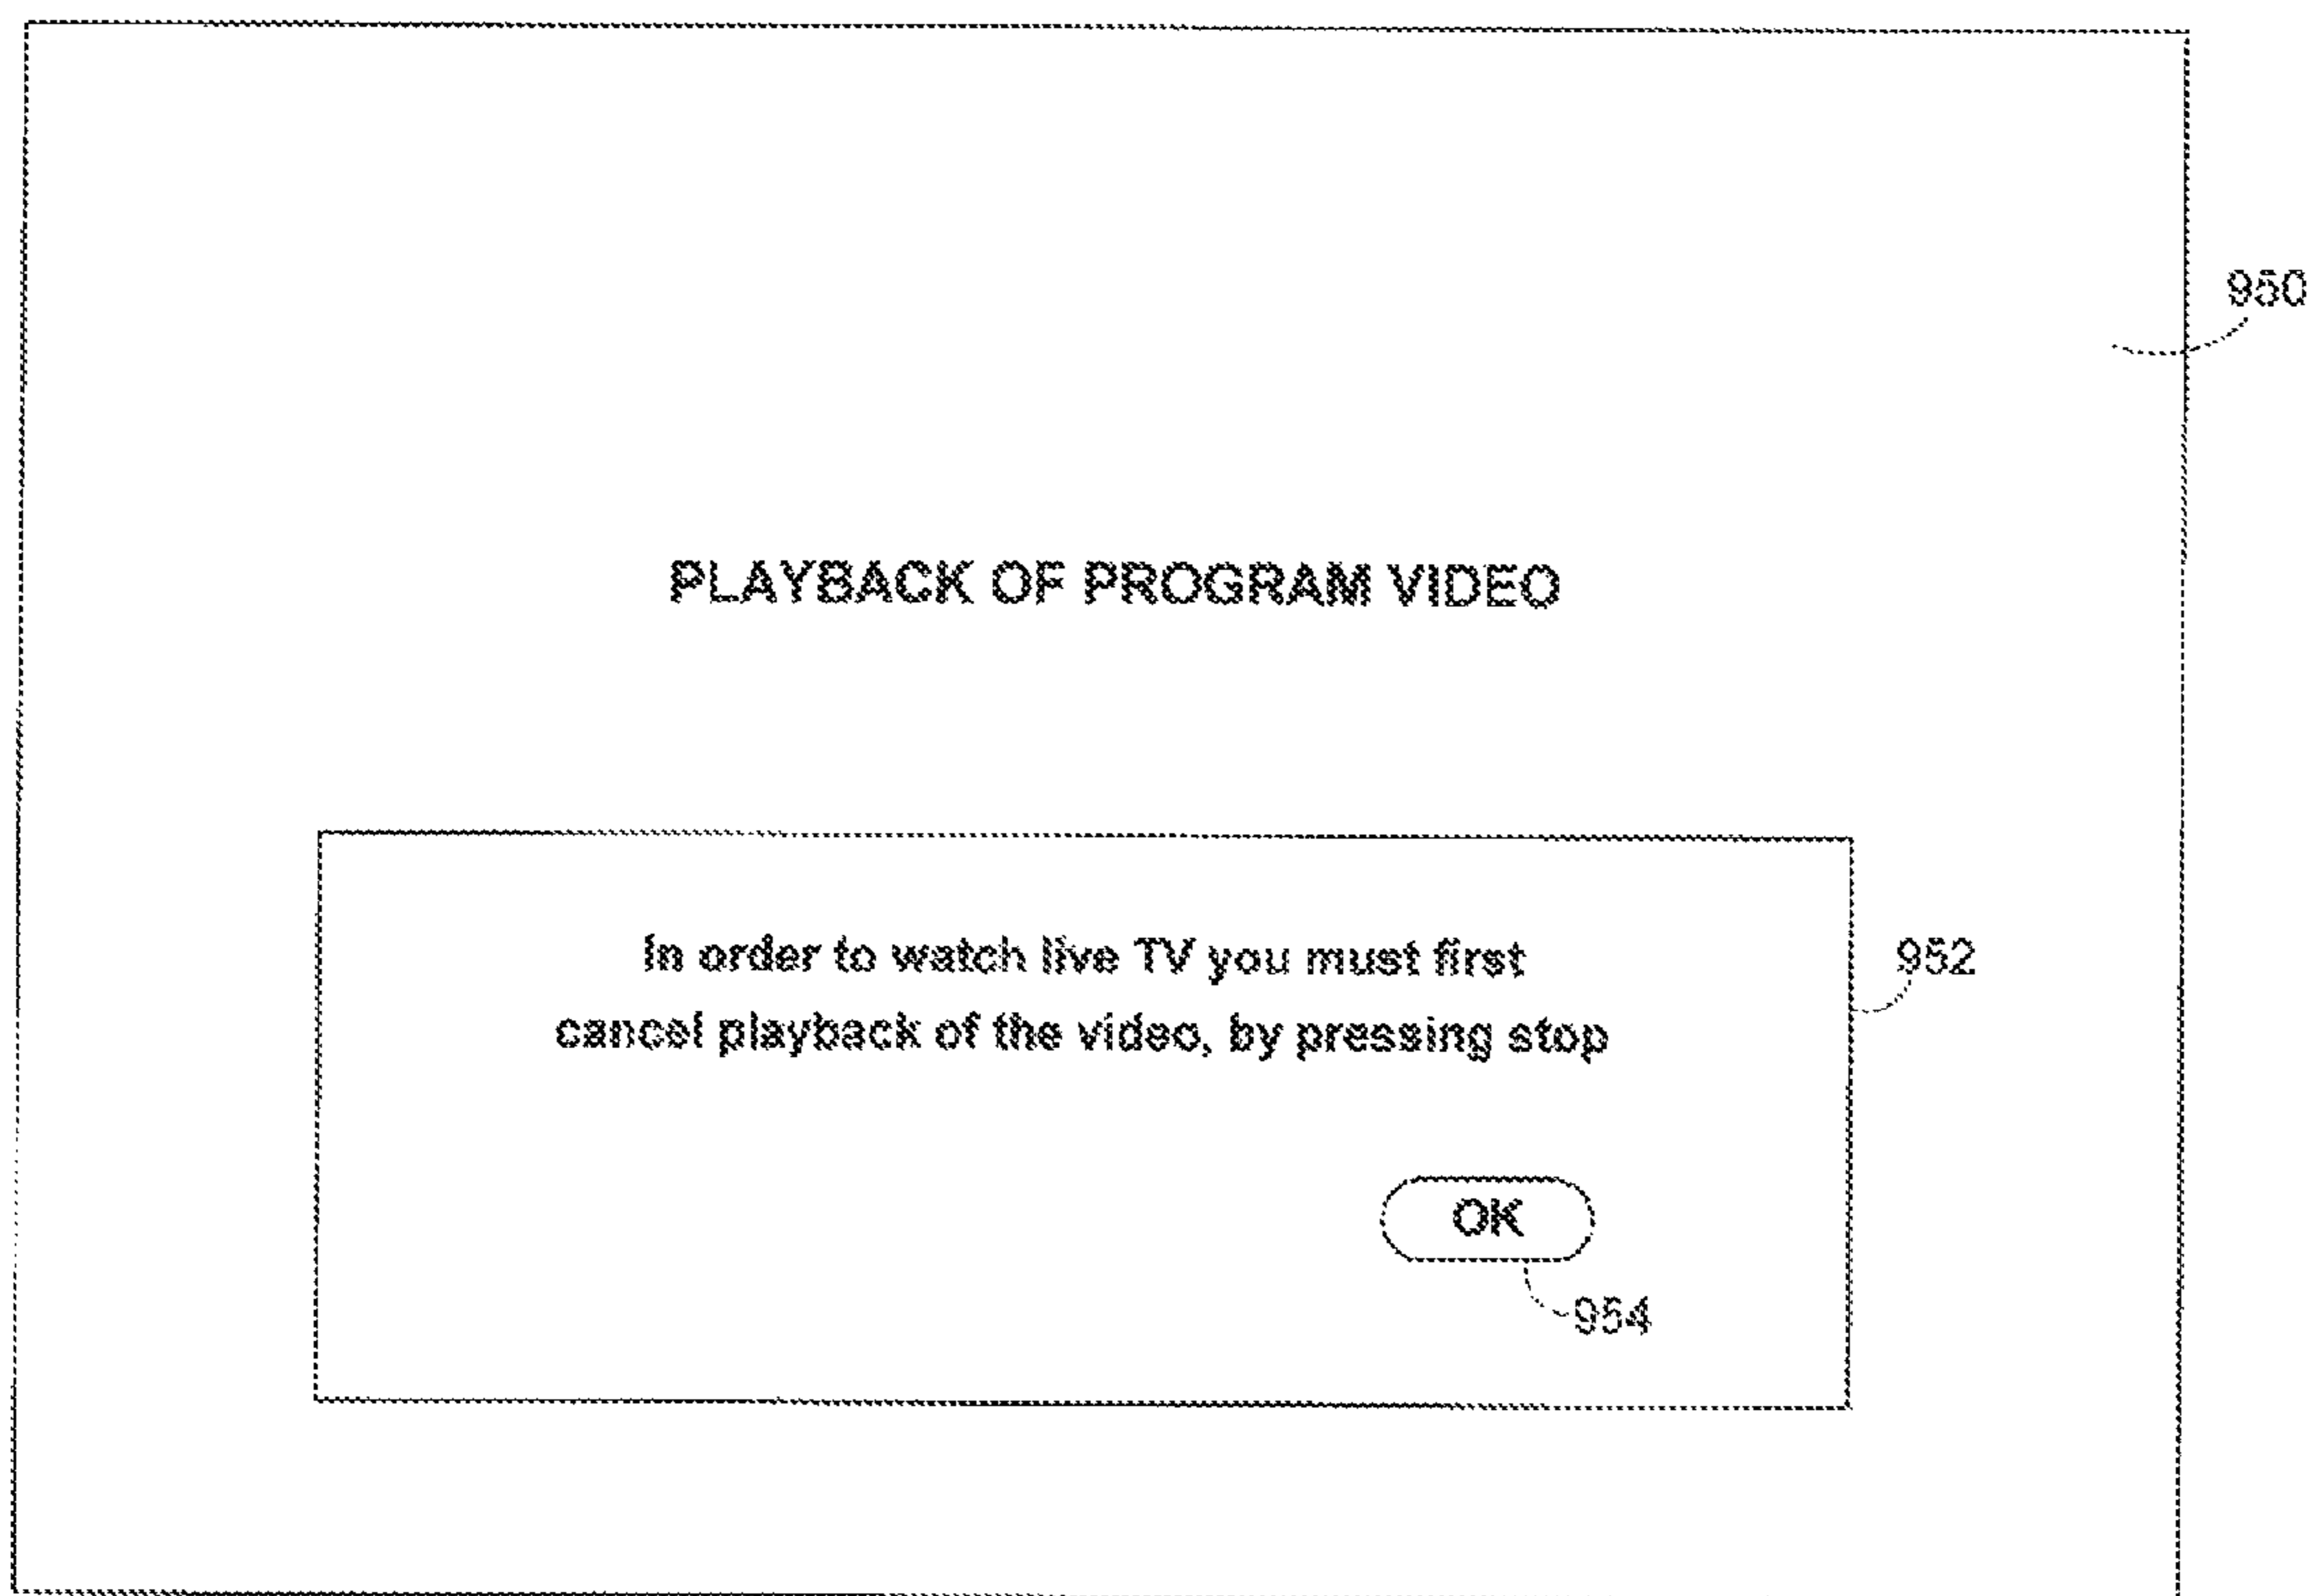 950
PLAYBACK OF PROGRAM VIDEO
In order to watch live TV you must first
cancel playback of the video, by pressing stop
952
OK
954